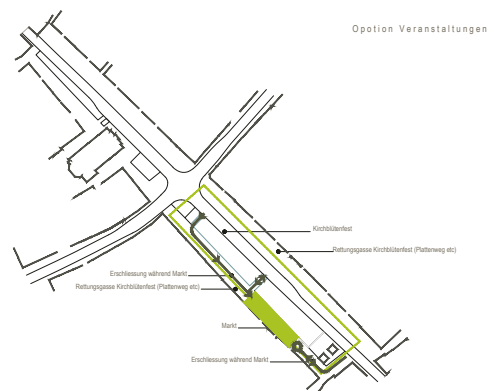 Opotion Veranstaltungen
Kirchblütenfest
Rettungsgasse Kirchblütenfest (Plattenweg etc)
Erschliessung während Markt
Rettungsgasse Kirchblütenfest (Plattenweg etc)
Markt
Erschliessung während Markt